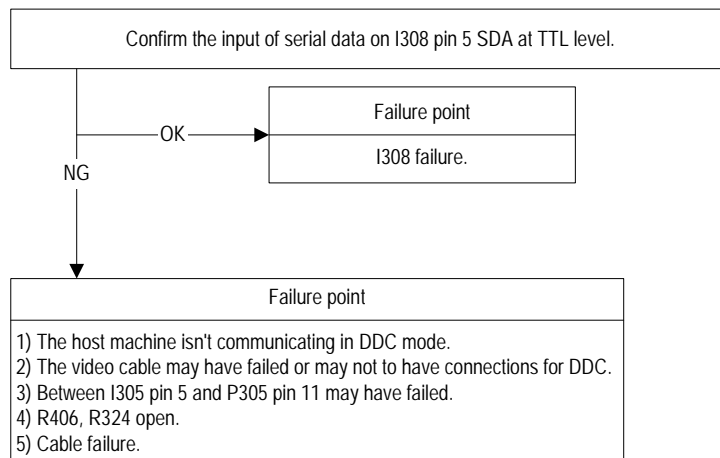 Confirm the input of serial data on I308 pin 5 SDA at TTL level.
OK
Failure point
I308 failure.
NG
Failure point
1) The host machine isn't communicating in DDC mode.
2) The video cable may have failed or may not to have connections for DDC.
3) Between I305 pin 5 and P305 pin 11 may have failed.
4) R406, R324 open.
5) Cable failure.